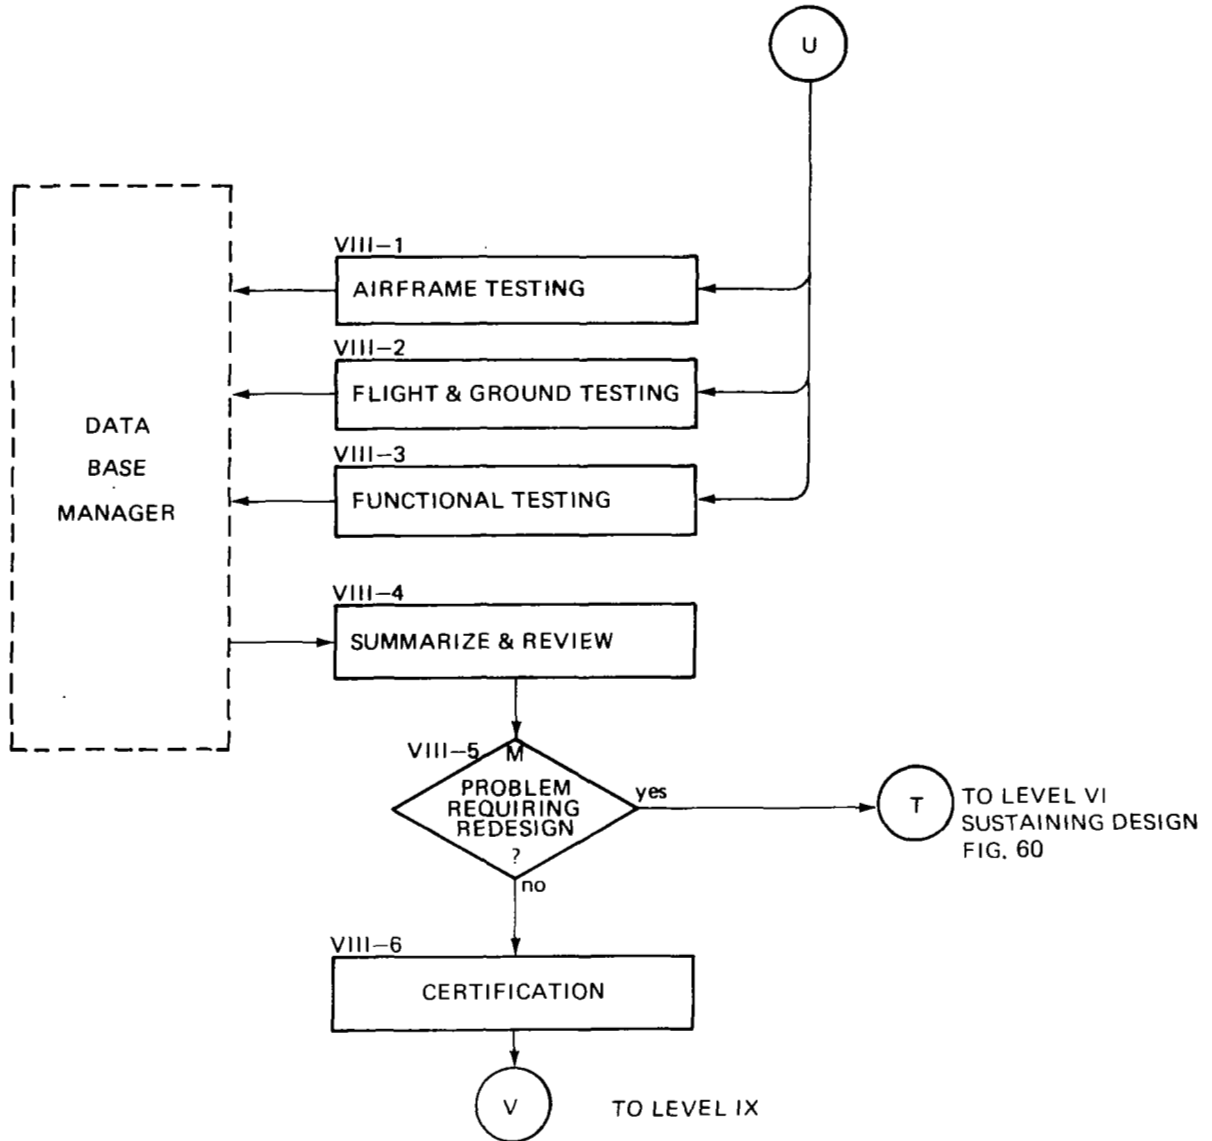 U
VIII–1
AIRFRAME TESTING
VIII–2
FLIGHT & GROUND TESTING
VIII–3
FUNCTIONAL TESTING
DATA
BASE
MANAGER
VIII–4
SUMMARIZE & REVIEW
VIII–5
M
PROBLEM
REQUIRING
REDESIGN
?
yes
no
T
TO LEVEL VI
SUSTAINING DESIGN
FIG. 60
VIII–6
CERTIFICATION
V
TO LEVEL IX